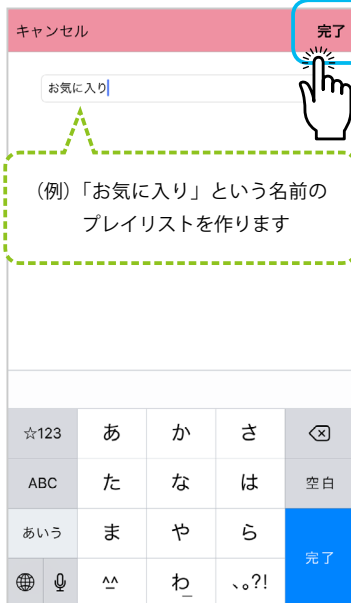 キャンセル 完了
お気に入り
（例）「お気に入り」という名前の
プレイリストを作ります
☆123 あ か さ
ABC た な は 空白
あいう ま や ら
完了
^^ わ_ 、。?!